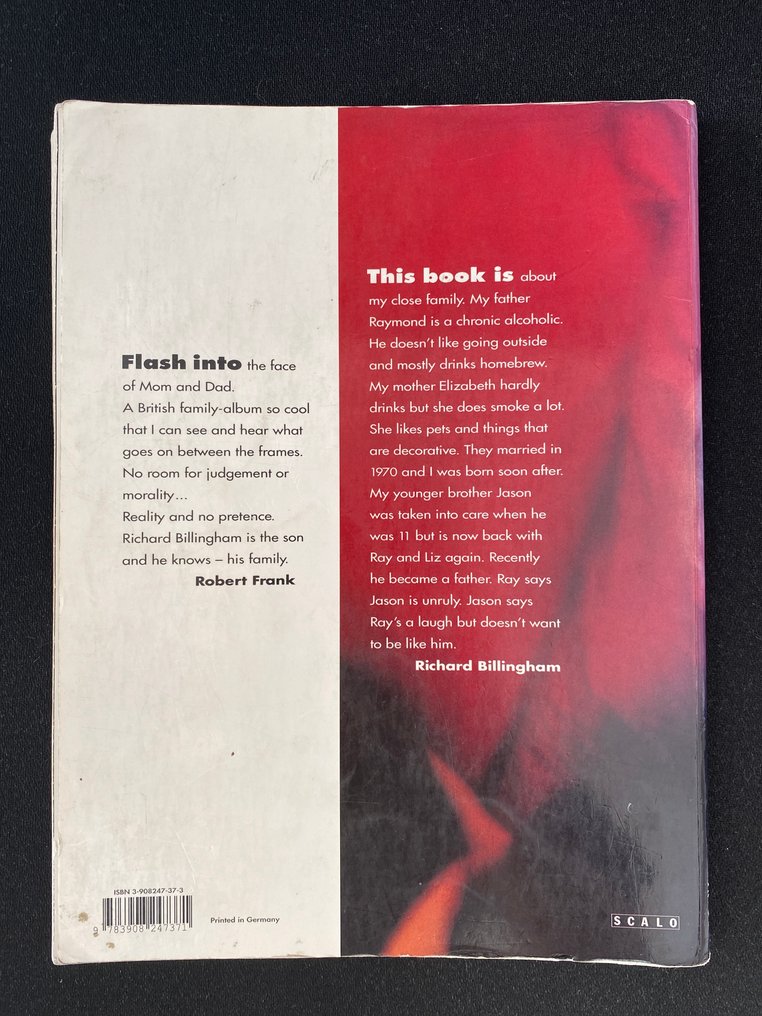 Flash into the face
of Mom and Dad.
A British family-album so cool
that I can see and hear what
goes on between the frames.
No room for judgement or
morality...
Reality and no pretence.
Richard Billingham is the son
and he knows – his family.
Robert Frank
This book is about
my close family. My father
Raymond is a chronic alcoholic.
He doesn't like going outside
and mostly drinks homebrew.
My mother Elizabeth hardly
drinks but she does smoke a lot.
She likes pets and things that
are decorative. They married in
1970 and I was born soon after.
My younger brother Jason
was taken into care when he
was 11 but is now back with
Ray and Liz again. Recently
he became a father. Ray says
Jason is unruly. Jason says
Ray's a laugh but doesn't want
to be like him.
Richard Billingham
ISBN 3-908247-37-3
9 783908 247371
Printed in Germany
SCALO